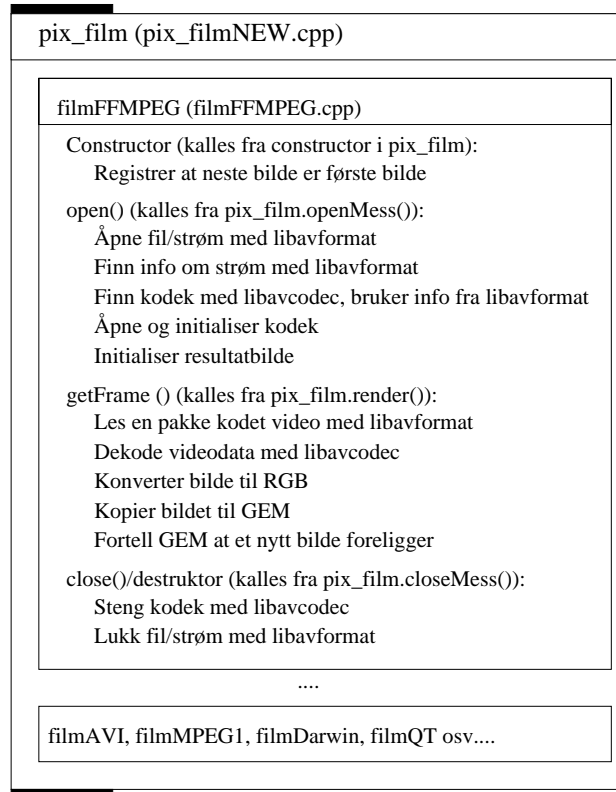 pix_film (pix_filmNEW.cpp)
filmFFMPEG (filmFFMPEG.cpp)
Constructor (kalles fra constructor i pix_film):
Registrer at neste bilde er første bilde
open() (kalles fra pix_film.openMess()):
Åpne fil/strøm med libavformat
Finn info om strøm med libavformat
Finn kodek med libavcodec, bruker info fra libavformat
Åpne og initialiser kodek
Initialiser resultatbilde
getFrame () (kalles fra pix_film.render()):
Les en pakke kodet video med libavformat
Dekode videodata med libavcodec
Konverter bilde til RGB
Kopier bildet til GEM
Fortell GEM at et nytt bilde foreligger
close()/destruktor (kalles fra pix_film.closeMess()):
Steng kodek med libavcodec
Lukk fil/strøm med libavformat
....
filmAVI, filmMPEG1, filmDarwin, filmQT osv....